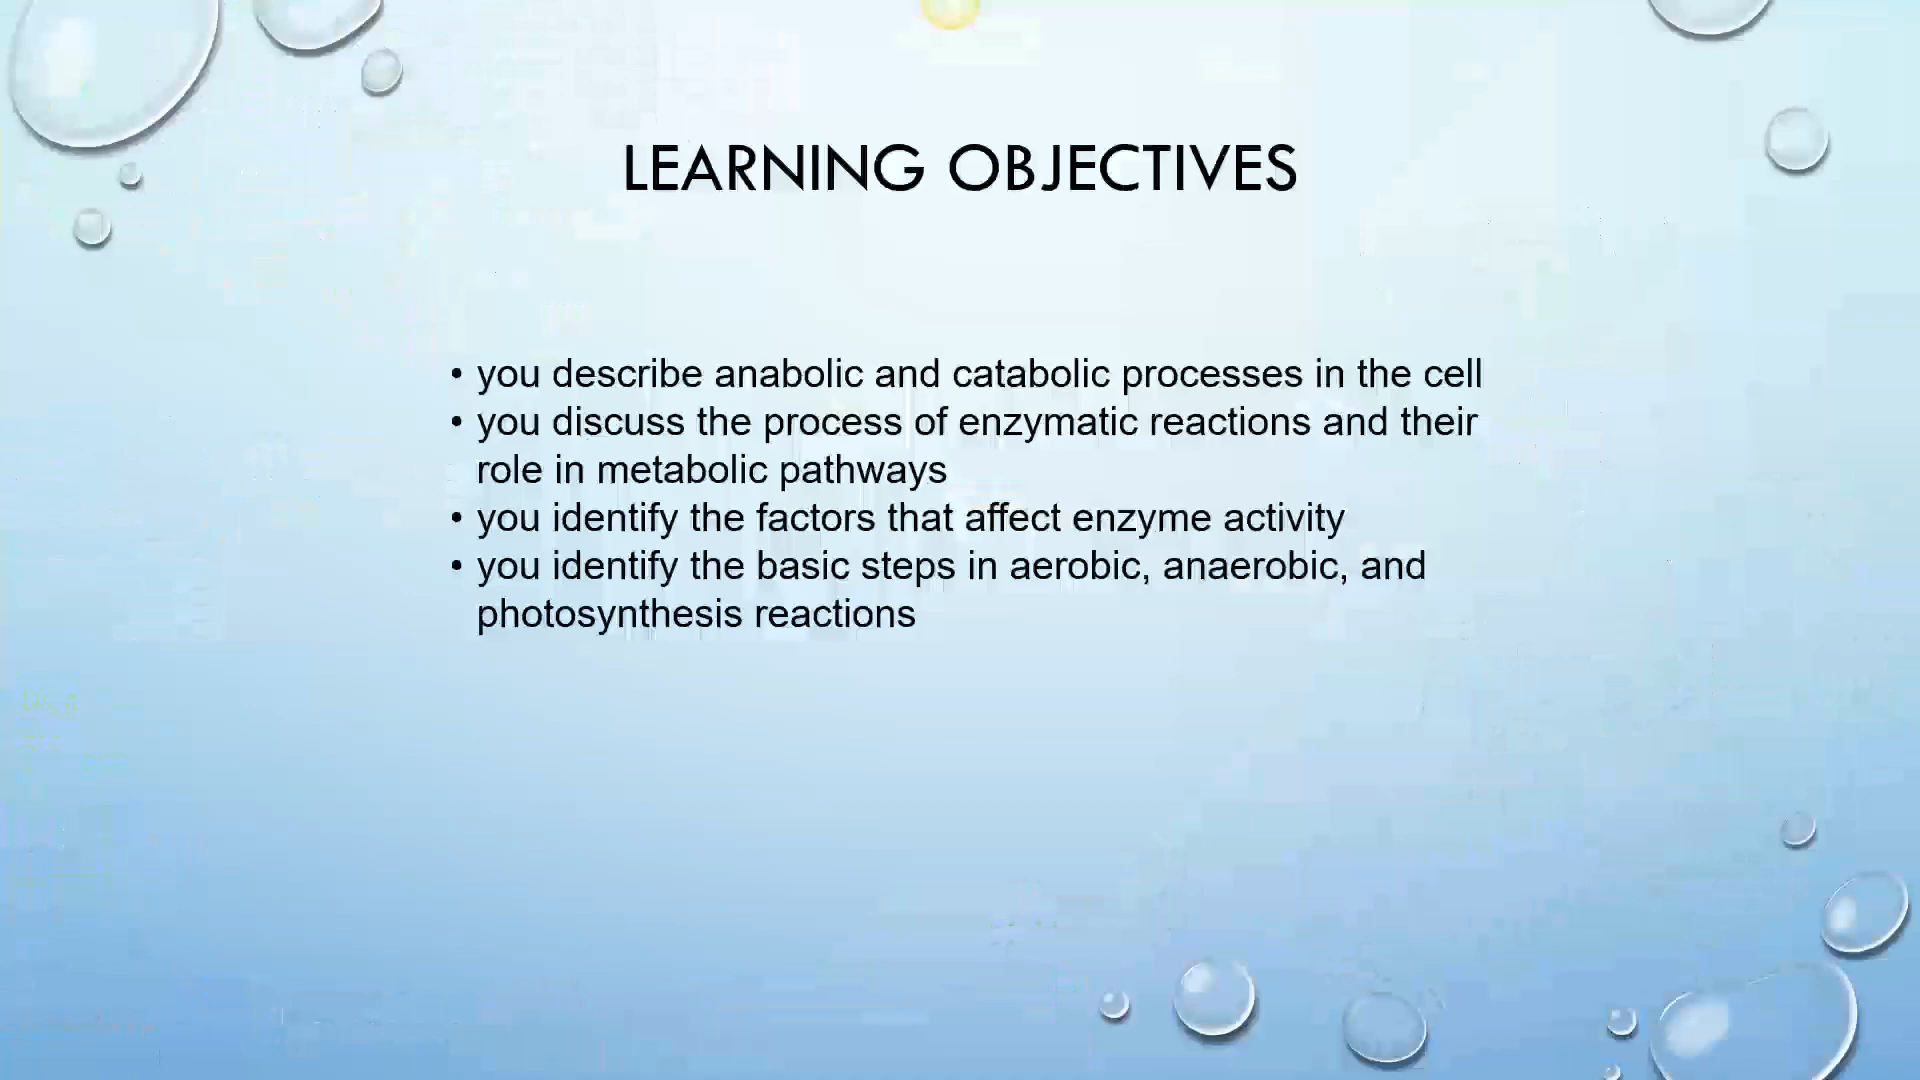 LEARNING OBJECTIVES
• you describe anabolic and catabolic processes in the cell
• you discuss the process of enzymatic reactions and their
role in metabolic pathways
• you identify the factors that affect enzyme activity
• you identify the basic steps in aerobic, anaerobic, and
photosynthesis reactions